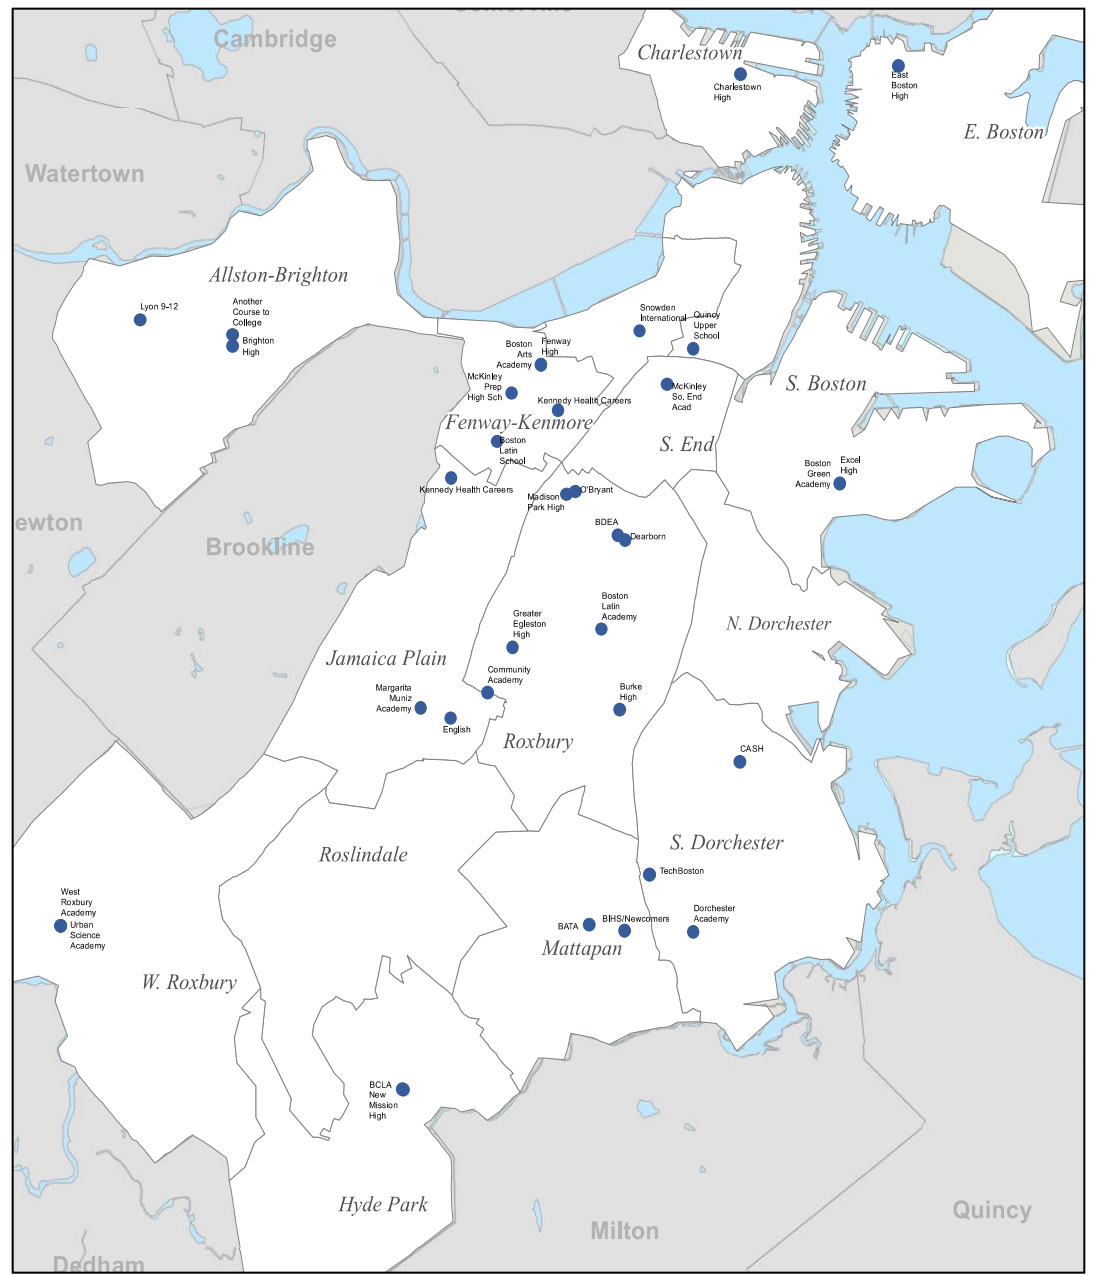 Cambridge
Charlestown
Charlestown
High
East
Boston
High
E. Boston
Watertown
Allston-Brighton
Lyon 9-12
Another
Course to
College
Brighton
High
Snowden
International
Quincy
Upper
School
Boston
Arts
Academy
Fenway
High
McKinley
Prep
High Sch
Kennedy Health Careers
McKinley
So. End
Acad
S. Boston
Fenway-Kenmore
Boston
Latin
School
S. End
Boston
Green
Academy
Excel
High
Kennedy Health Careers
Madison
Park High
O'Bryant
ewton
BDEA
Dearborn
Brookline
Boston
Latin
Academy
Greater
Egleston
High
N. Dorchester
Jamaica Plain
Community
Academy
Margarita
Muniz
Academy
English
Burke
High
Roxbury
CASH
S. Dorchester
Roslindale
TechBoston
West
Roxbury
Academy
Urban
Science
Academy
Dorchester
Academy
BATA
BIHS/Newcomers
Mattapan
W. Roxbury
BCLA
New
Mission
High
Hyde Park
Quincy
Milton
Dedham